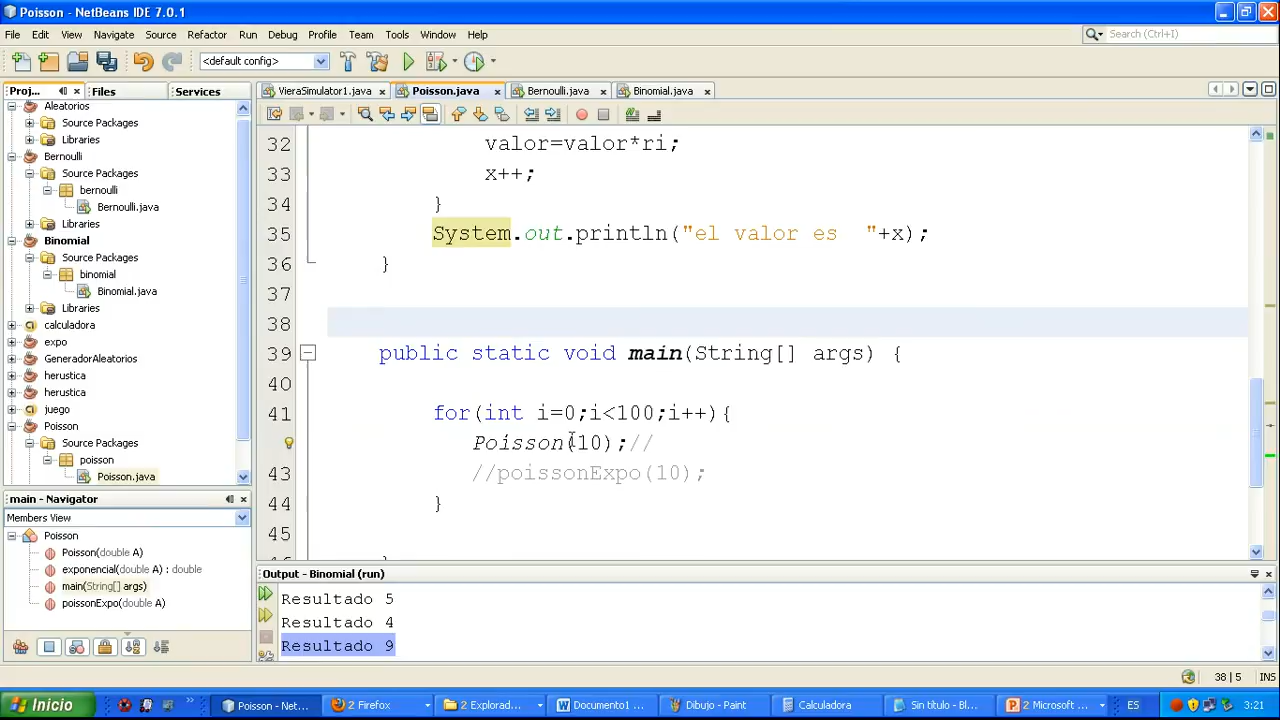 Poisson - NetBeans IDE 7.0.1
File Edit View Navigate Source Refactor Run Debug Profile Team Tools Window Help
Search (Ctrl+I)
<default config>
Proj... Files Services
VieraSimulator1.java Poisson.java Bernoulli.java Binomial.java
Aleatorios
Source Packages
Libraries
Bernoulli
Source Packages
bernoulli
Bernoulli.java
Libraries
Binomial
Source Packages
binomial
Binomial.java
Libraries
calculadora
expo
GeneradorAleatorios
herustica
herustica
juego
Poisson
Source Packages
poisson
Poisson.java
32 valor=valor*ri;
33 x++;
34 }
35 System.out.println("el valor es  "+x);
36 }
37
38
39 public static void main(String[] args) {
40
41 for(int i=0;i<100;i++){
Poisson(10);//
43 //poissonExpo(10);
44 }
45
main - Navigator
Members View
Poisson
Poisson(double A)
exponencial(double A) : double
main(String[] args)
poissonExpo(double A)
Output - Binomial (run)
Resultado 5
Resultado 4
Resultado 9
38 | 5 INS
Inicio
Poisson - Net...
2 Firefox
2 Explorad...
Documento1 ...
Dibujo - Paint
Calculadora
Sin título - Bl...
2 Microsoft ...
ES
3:21